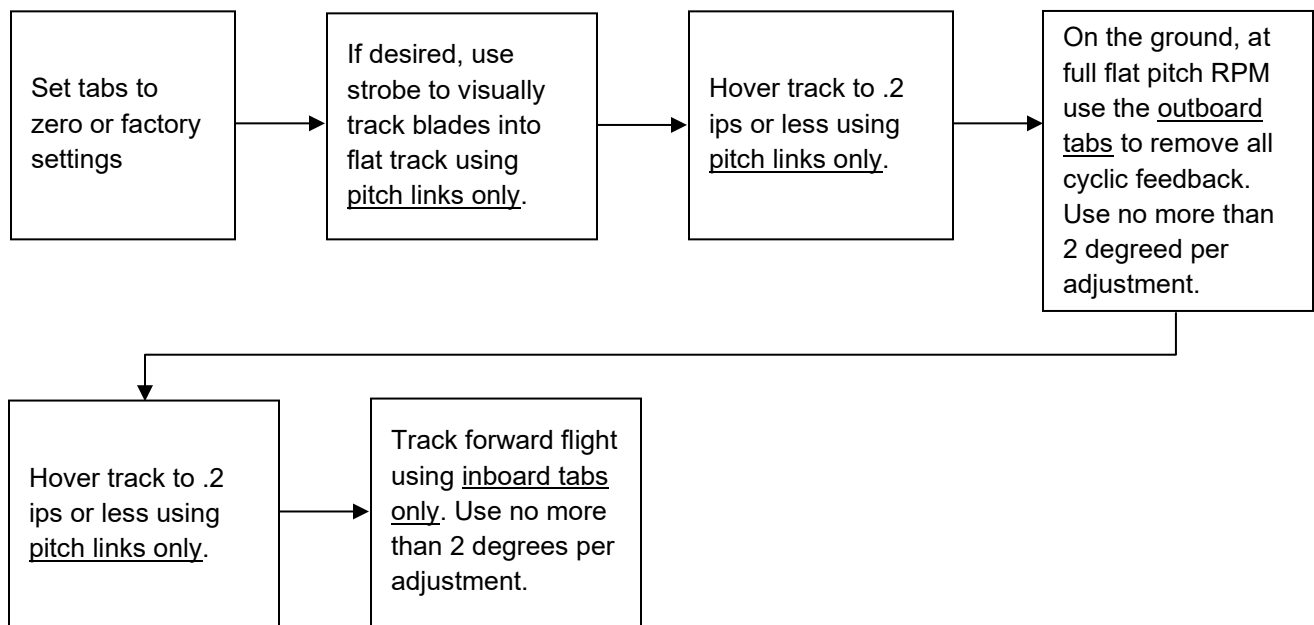 Set tabs to
zero or factory
settings
If desired, use
strobe to visually
track blades into
flat track using
pitch links only.
Hover track to .2
ips or less using
pitch links only.
On the ground, at
full flat pitch RPM
use the outboard
tabs to remove all
cyclic feedback.
Use no more than
2 degreed per
adjustment.
Hover track to .2
ips or less using
pitch links only.
Track forward flight
using inboard tabs
only. Use no more
than 2 degrees per
adjustment.